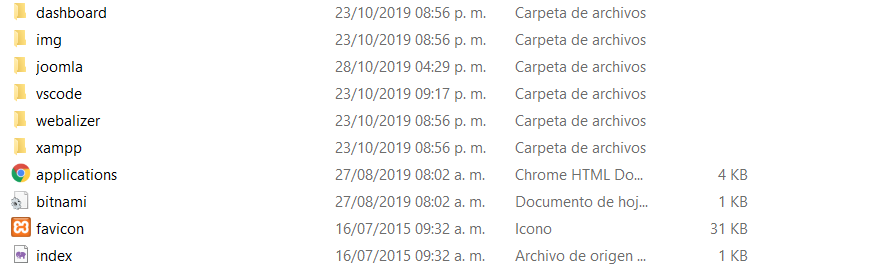 dashboard 23/10/2019 08:56 p. m. Carpeta de archivos
img 23/10/2019 08:56 p. m. Carpeta de archivos
joomla 28/10/2019 04:29 p. m. Carpeta de archivos
vscode 23/10/2019 09:17 p. m. Carpeta de archivos
webalizer 23/10/2019 08:56 p. m. Carpeta de archivos
xampp 23/10/2019 08:56 p. m. Carpeta de archivos
applications 27/08/2019 08:02 a. m. Chrome HTML Do... 4 KB
bitnami 27/08/2019 08:02 a. m. Documento de hoj... 1 KB
favicon 16/07/2015 09:32 a. m. Icono 31 KB
index 16/07/2015 09:32 a. m. Archivo de origen ... 1 KB